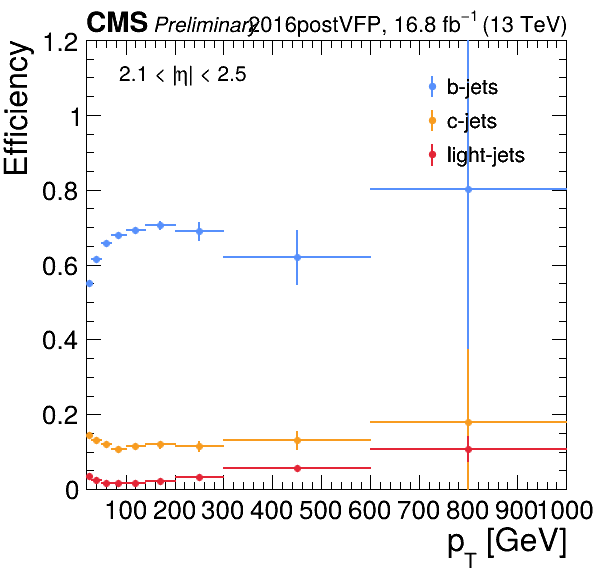 CMS Preliminary 2016postVFP, 16.8 fb⁻¹ (13 TeV)
2.1 < |η| < 2.5
b-jets
c-jets
light-jets
Efficiency
1.2
1
0.8
0.6
0.4
0.2
0
100 200 300 400 500 600 700 800 900 1000
p_T [GeV]